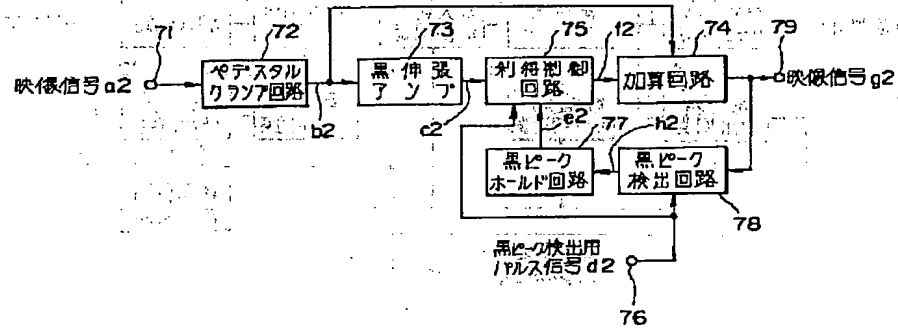 71
72
73
75
f2
74
79
映像信号a2
ペデスタル
クランプ回路
b2
黒伸張
アンプ
c2
利得制御
回路
加算回路
映像信号g2
e2
77
h2
黒ピーク
ホールド回路
黒ピーク
検出回路
78
黒ピーク検出用
パルス信号d2
76